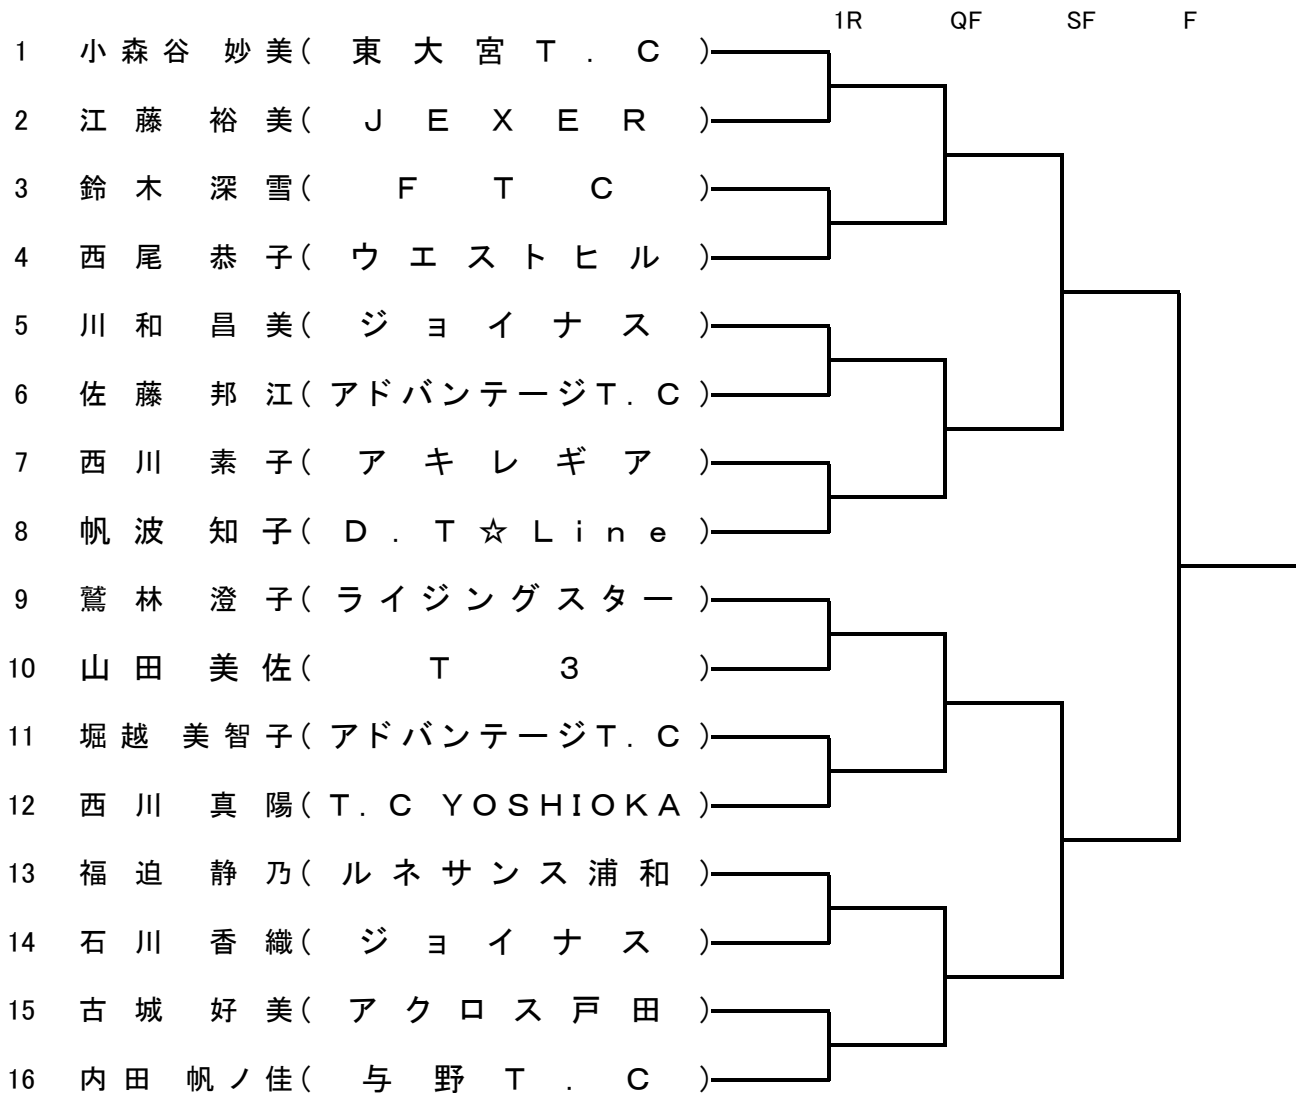 1R QF SF F
1 小森谷 妙美(東大宮T.C)
2 江藤 裕美(JEXER)
3 鈴木 深雪(FTC)
4 西尾 恭子(ウエストヒル)
5 川和 昌美(ジョイナス)
6 佐藤 邦江(アドバンテージT.C)
7 西川 素子(アキレギア)
8 帆波 知子(D.T☆Line)
9 鷲林 澄子(ライジングスター)
10 山田 美佐(T3)
11 堀越 美智子(アドバンテージT.C)
12 西川 真陽(T.C YOSHIOKA)
13 福迫 静乃(ルネサンス浦和)
14 石川 香織(ジョイナス)
15 古城 好美(アクロス戸田)
16 内田 帆ノ佳(与野T.C)